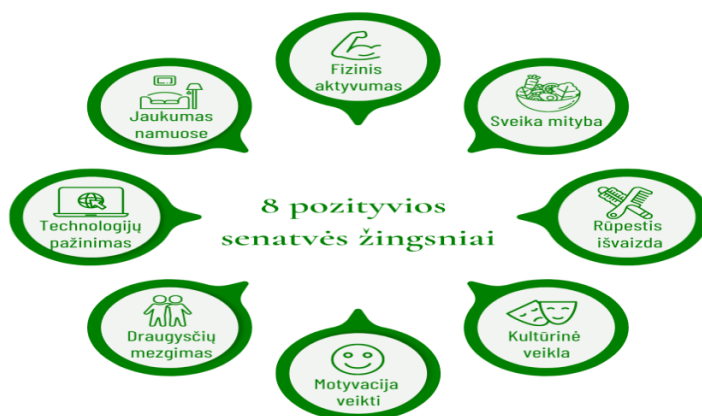 8 pozityvios
senatvės žingsniai
Fizinis
aktyvumas
Sveika mityba
Rūpestis
išvaizda
Kultūrinė
veikla
Motyvacija
veikti
Draugysčių
mezgimas
Technologijų
pažinimas
Jaukumas
namuose